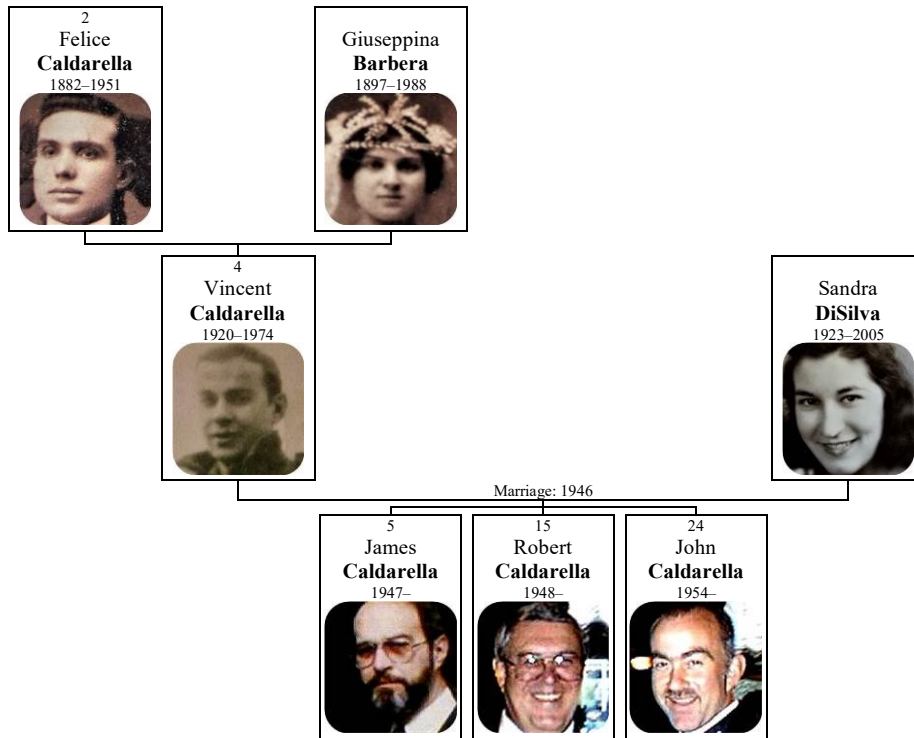 2
Felice
Caldarella
1882–1951
Giuseppina
Barbera
1897–1988
4
Vincent
Caldarella
1920–1974
Sandra
DiSilva
1923–2005
Marriage: 1946
5
James
Caldarella
1947–
15
Robert
Caldarella
1948–
24
John
Caldarella
1954–